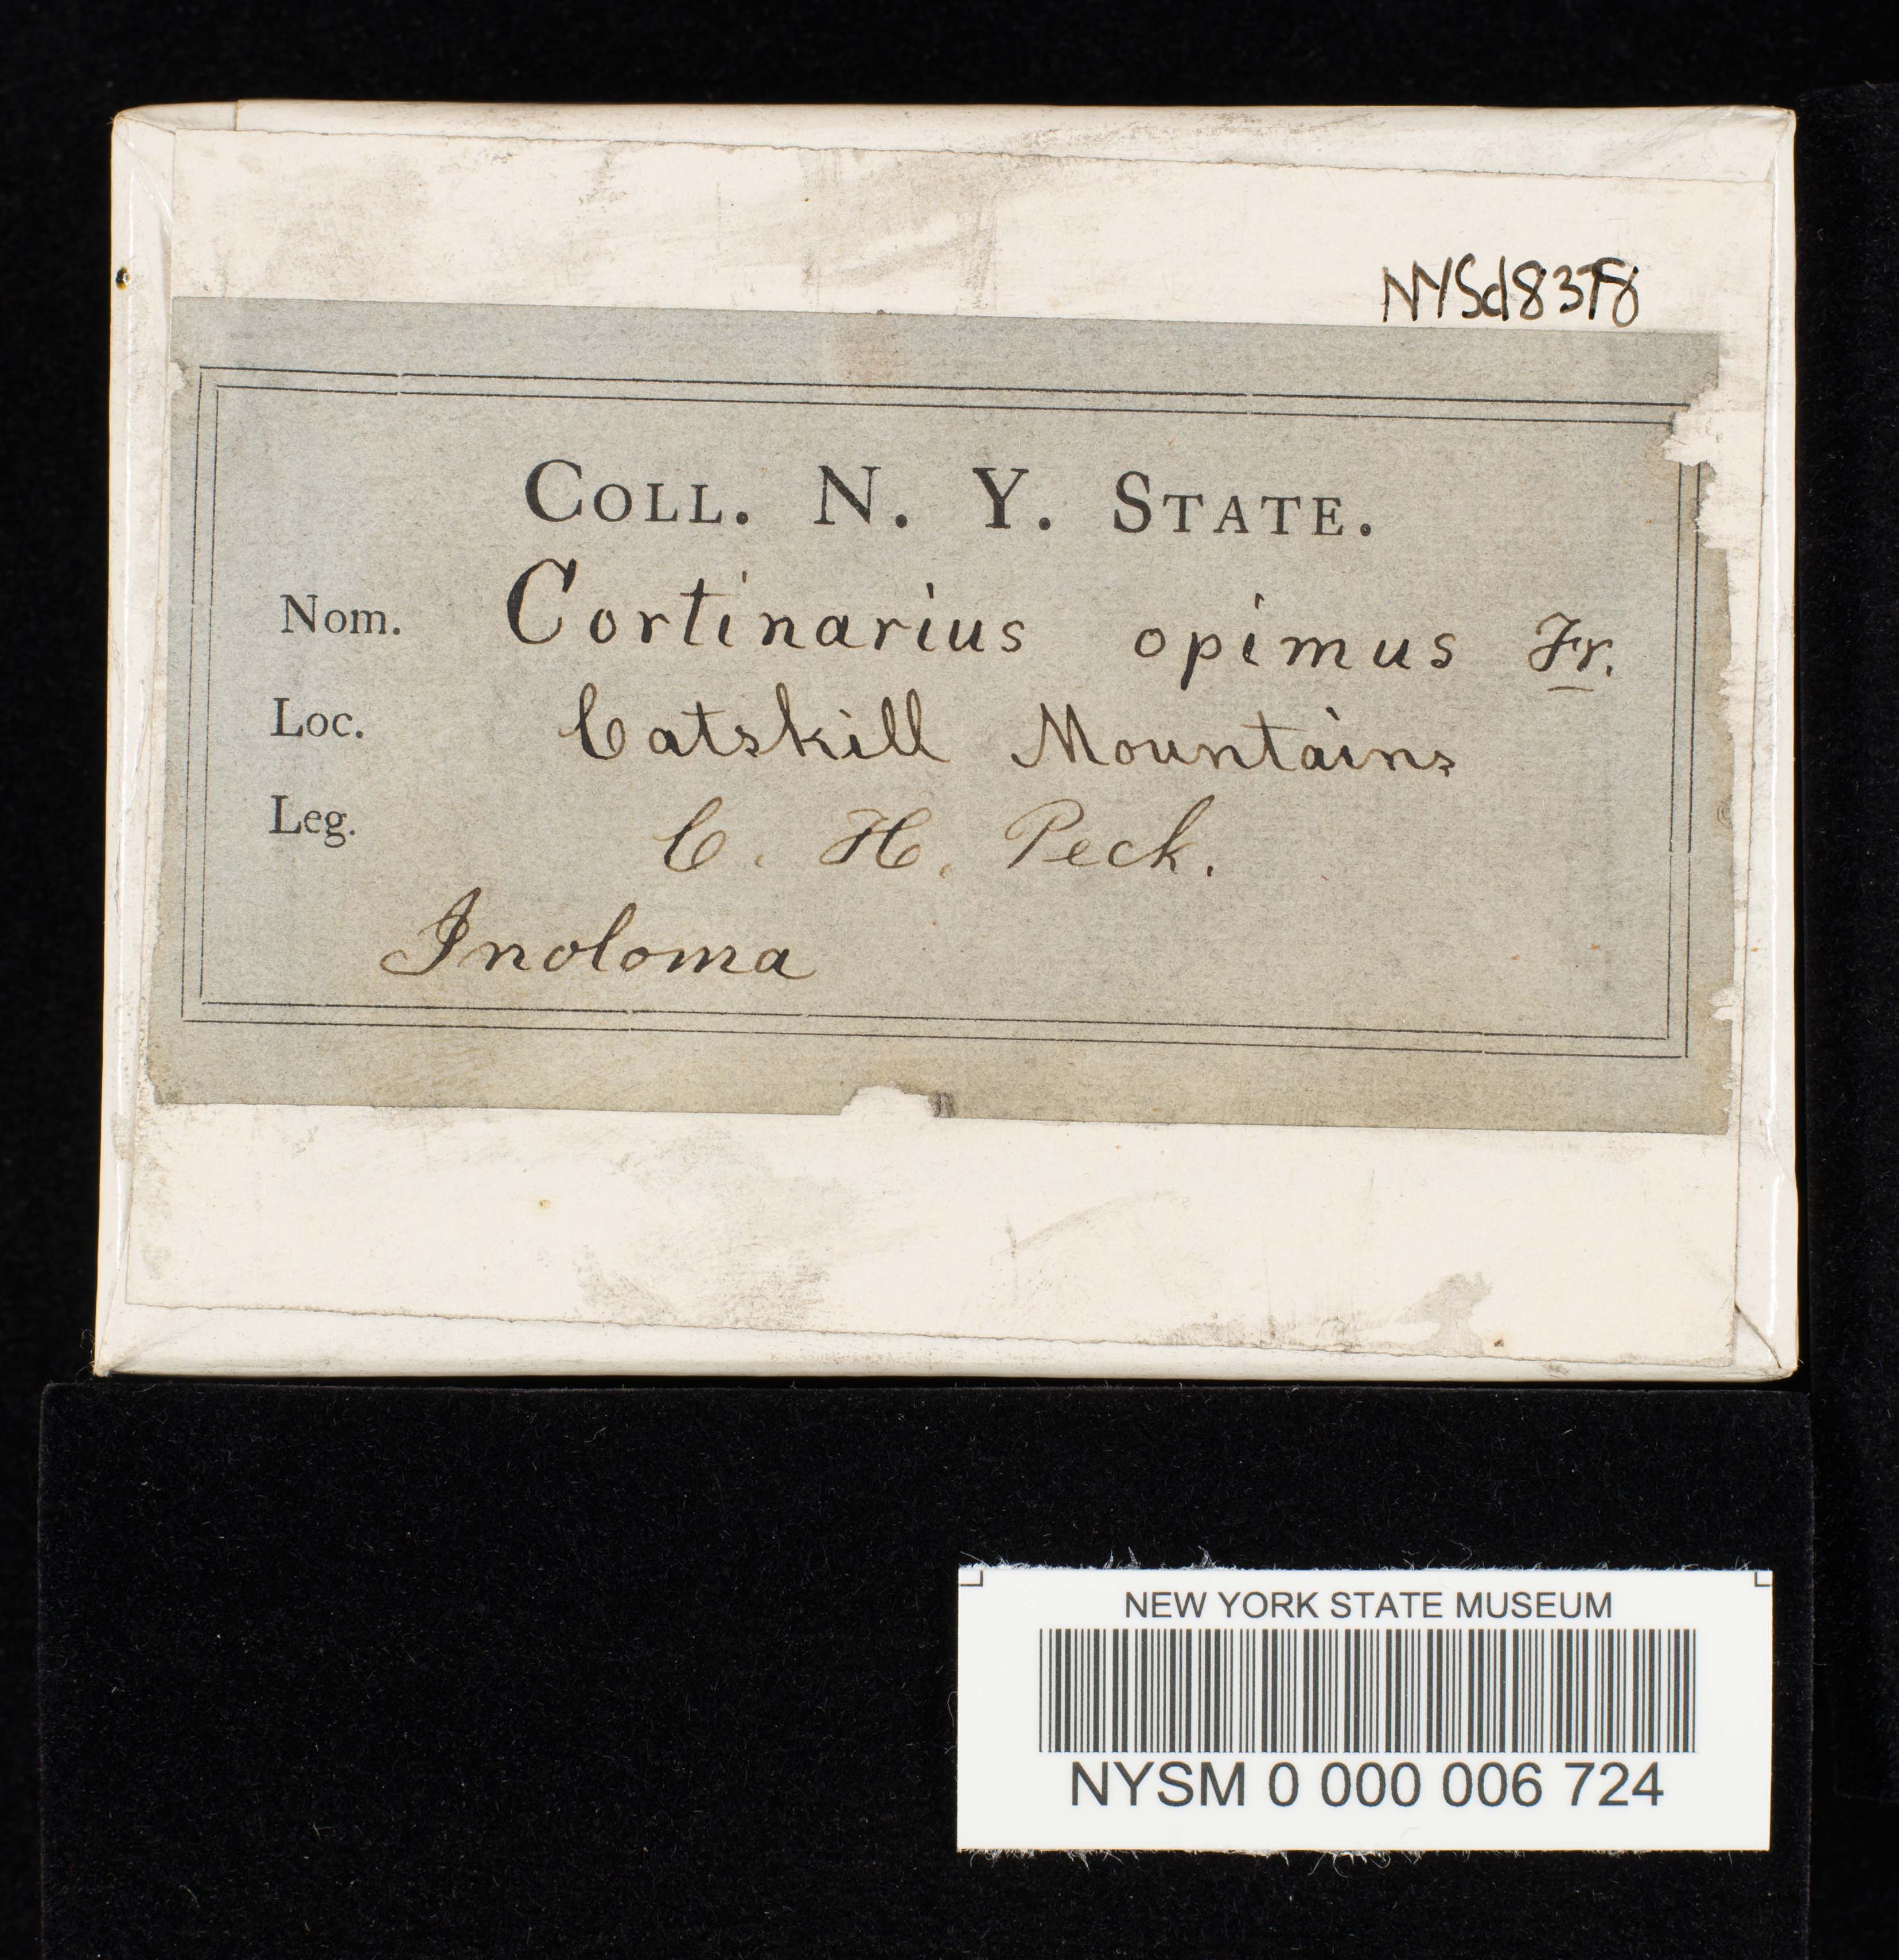 NYSd8378
COLL. N. Y. STATE.
Nom. Cortinarius opimus Fr.
Loc. Catskill Mountains
Leg. C. H. Peck.
Inoloma
NEW YORK STATE MUSEUM
NYSM 0 000 006 724